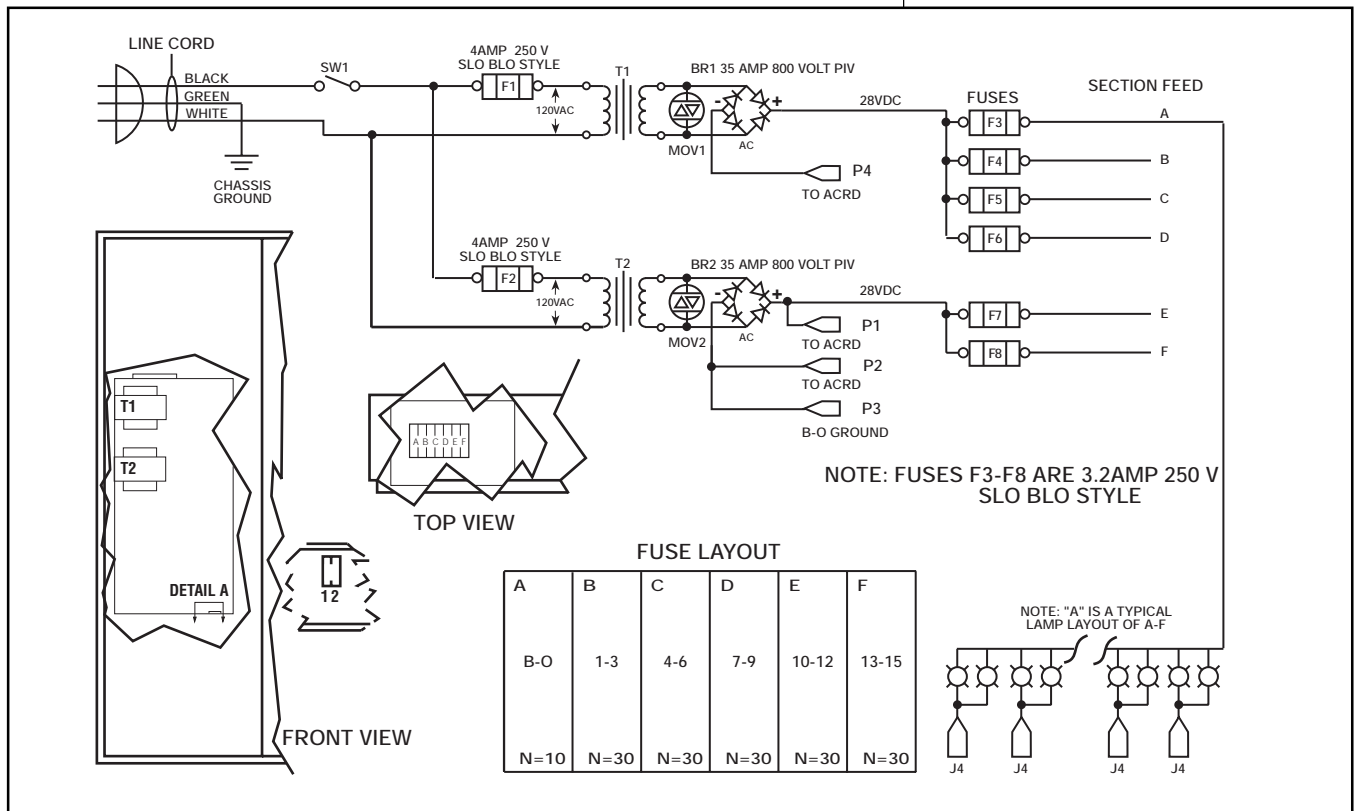 LINE CORD
BLACK
GREEN
WHITE
CHASSIS
GROUND
SW1
4AMP 250 V
SLO BLO STYLE
F1
120VAC
T1
BR1 35 AMP 800 VOLT PIV
-
+
MOV1
AC
28VDC
P4
TO ACRD
FUSES
SECTION FEED
F3
A
F4
B
F5
C
F6
D
4AMP 250 V
SLO BLO STYLE
F2
120VAC
T2
BR2 35 AMP 800 VOLT PIV
-
+
MOV2
AC
28VDC
P1
TO ACRD
P2
TO ACRD
P3
B-O GROUND
F7
E
F8
F
NOTE: FUSES F3-F8 ARE 3.2AMP 250 V
SLO BLO STYLE
T1
T2
DETAIL A
FRONT VIEW
1 2
A B C D E F
TOP VIEW
FUSE LAYOUT
A B C D E F
B-O 1-3 4-6 7-9 10-12 13-15
N=10 N=30 N=30 N=30 N=30 N=30
NOTE: "A" IS A TYPICAL
LAMP LAYOUT OF A-F
J4 J4 J4 J4